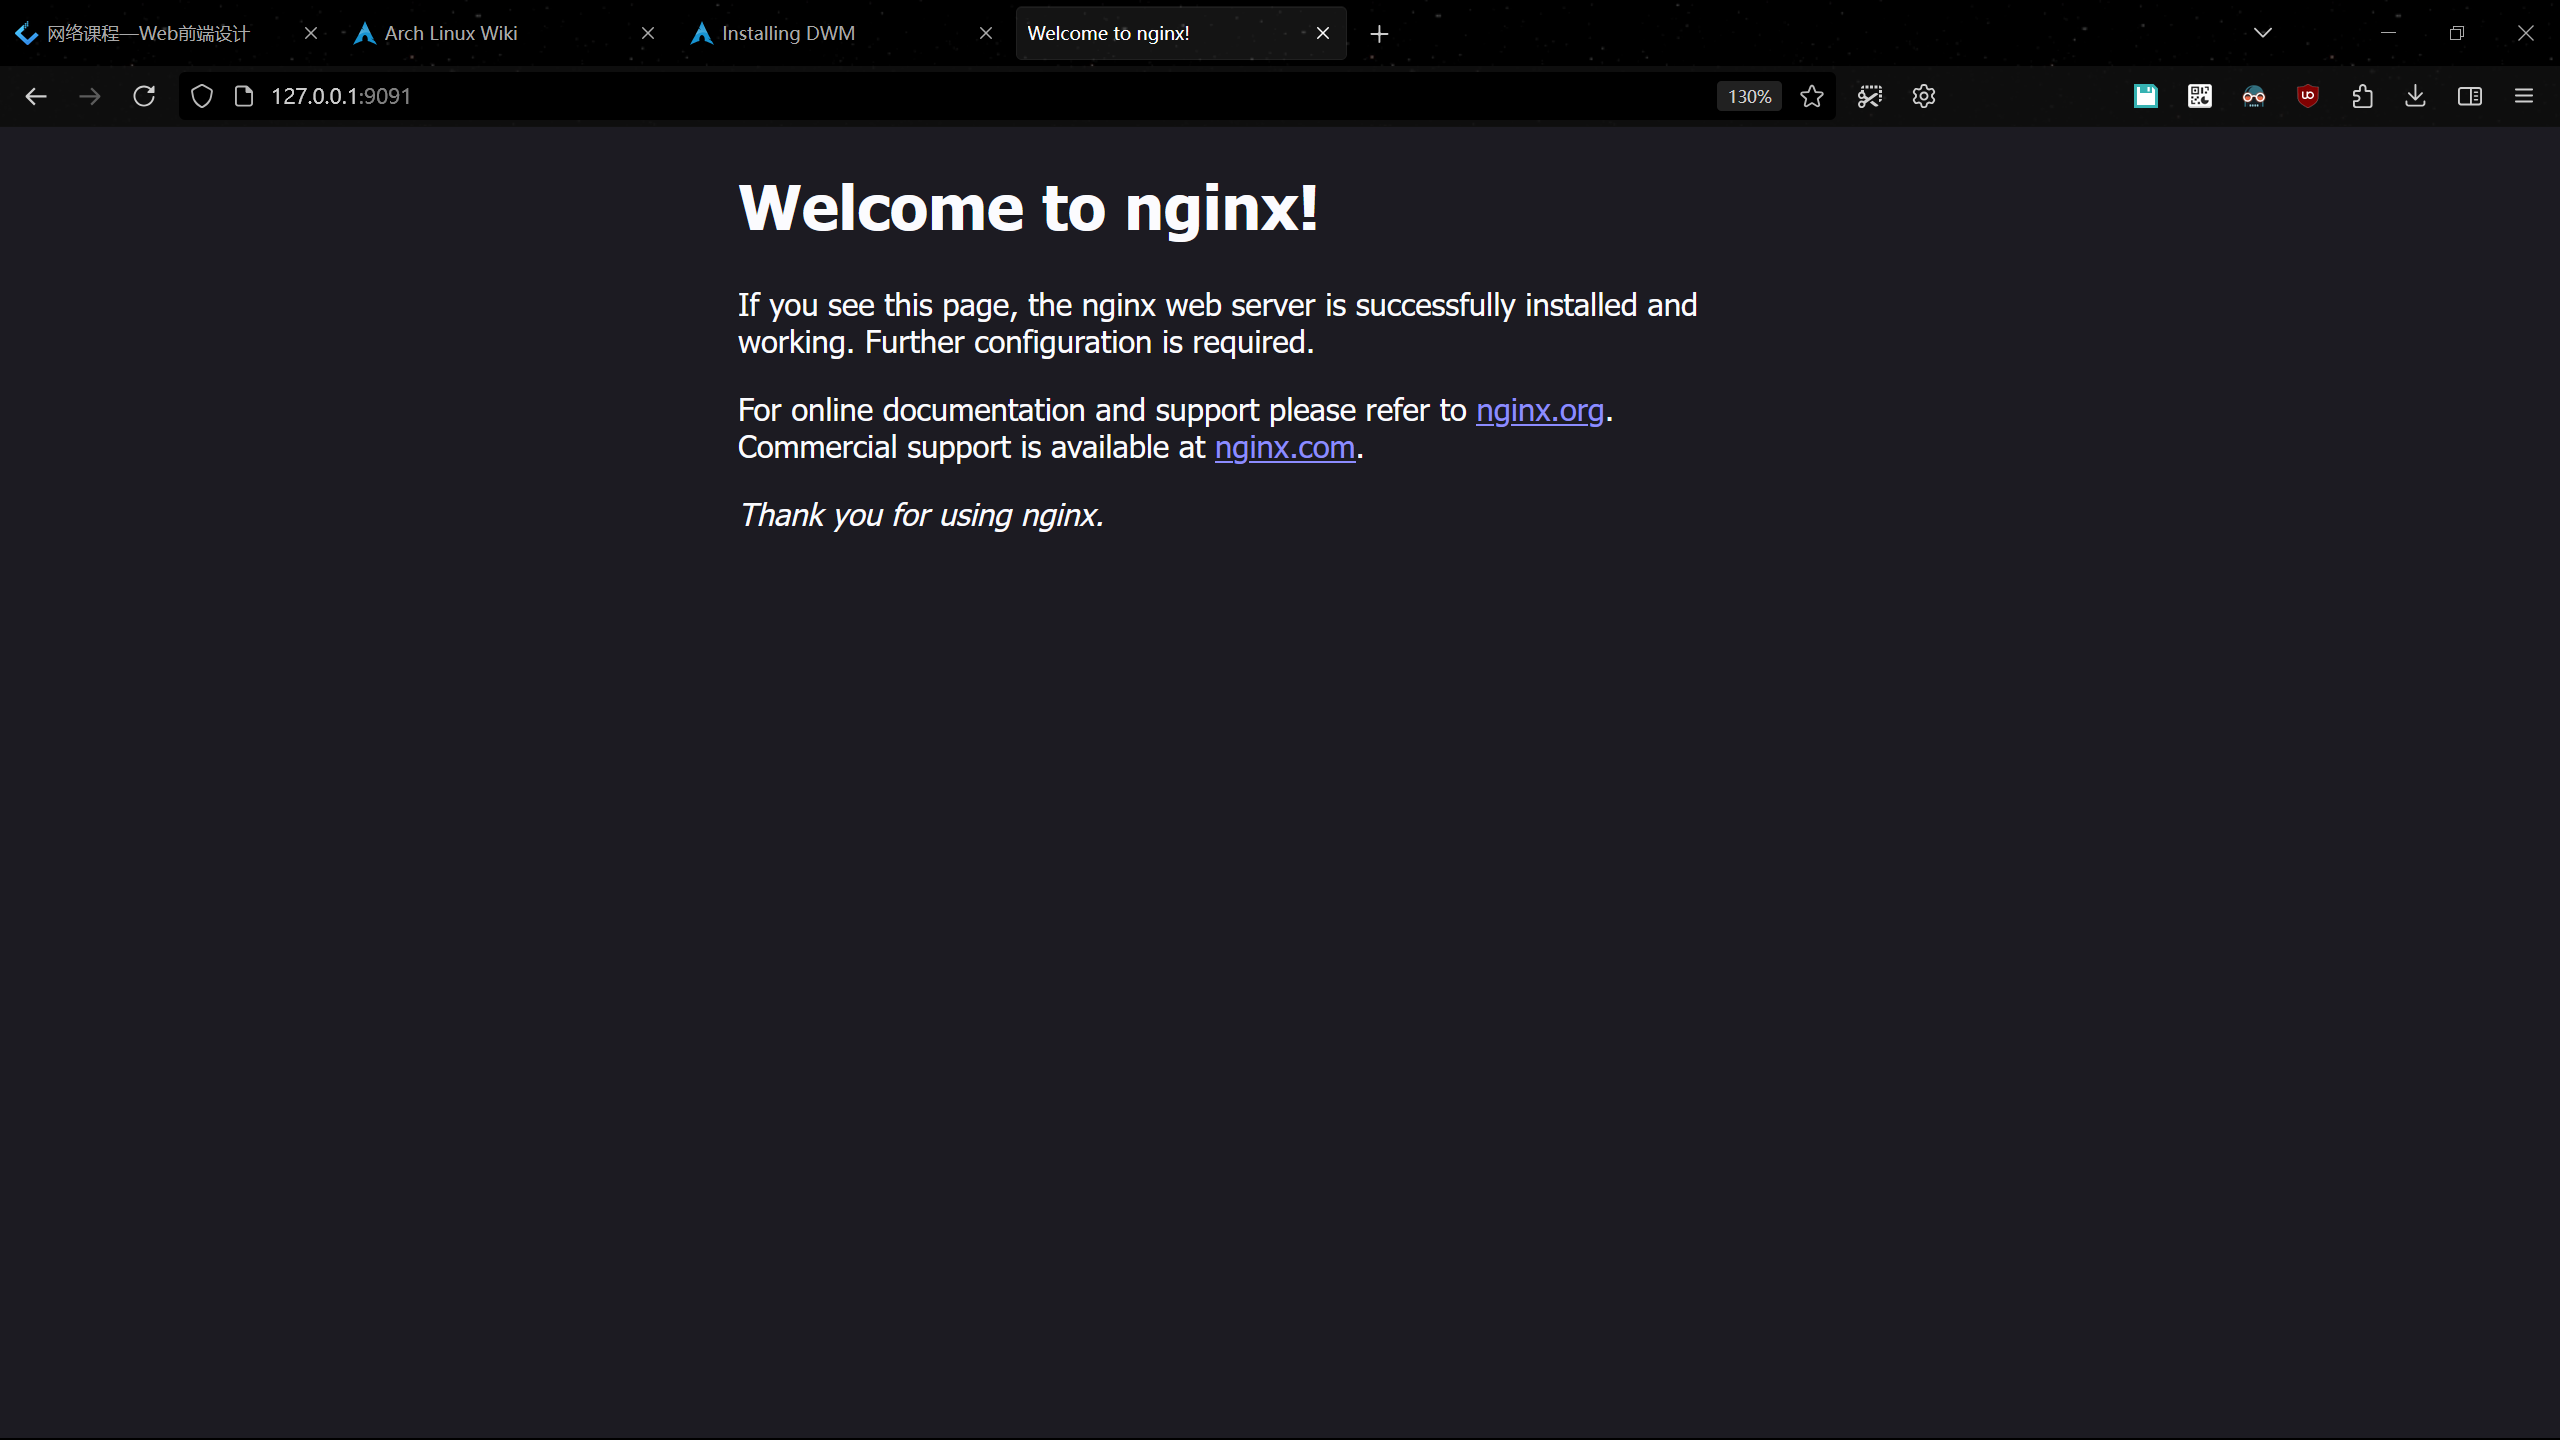 网络课程—Web前端设计
Arch Linux Wiki
Installing DWM
Welcome to nginx!
127.0.0.1:9091
130%
Welcome to nginx!
If you see this page, the nginx web server is successfully installed and
working. Further configuration is required.
For online documentation and support please refer to nginx.org.
Commercial support is available at nginx.com.
Thank you for using nginx.